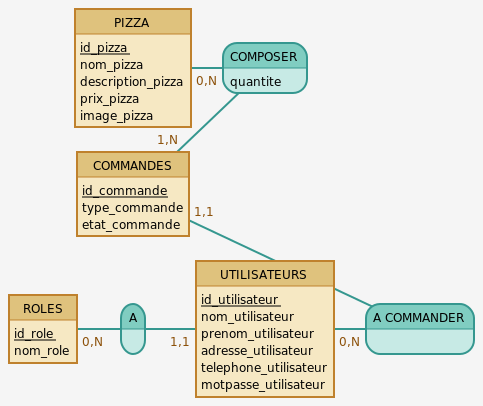 PIZZA
id_pizza
nom_pizza
description_pizza
prix_pizza
image_pizza
COMPOSER
quantite
0,N
1,N
COMMANDES
id_commande
type_commande
etat_commande
1,1
UTILISATEURS
id_utilisateur
nom_utilisateur
prenom_utilisateur
adresse_utilisateur
telephone_utilisateur
motpasse_utilisateur
ROLES
id_role
nom_role
0,N
A
1,1
0,N
A COMMANDER